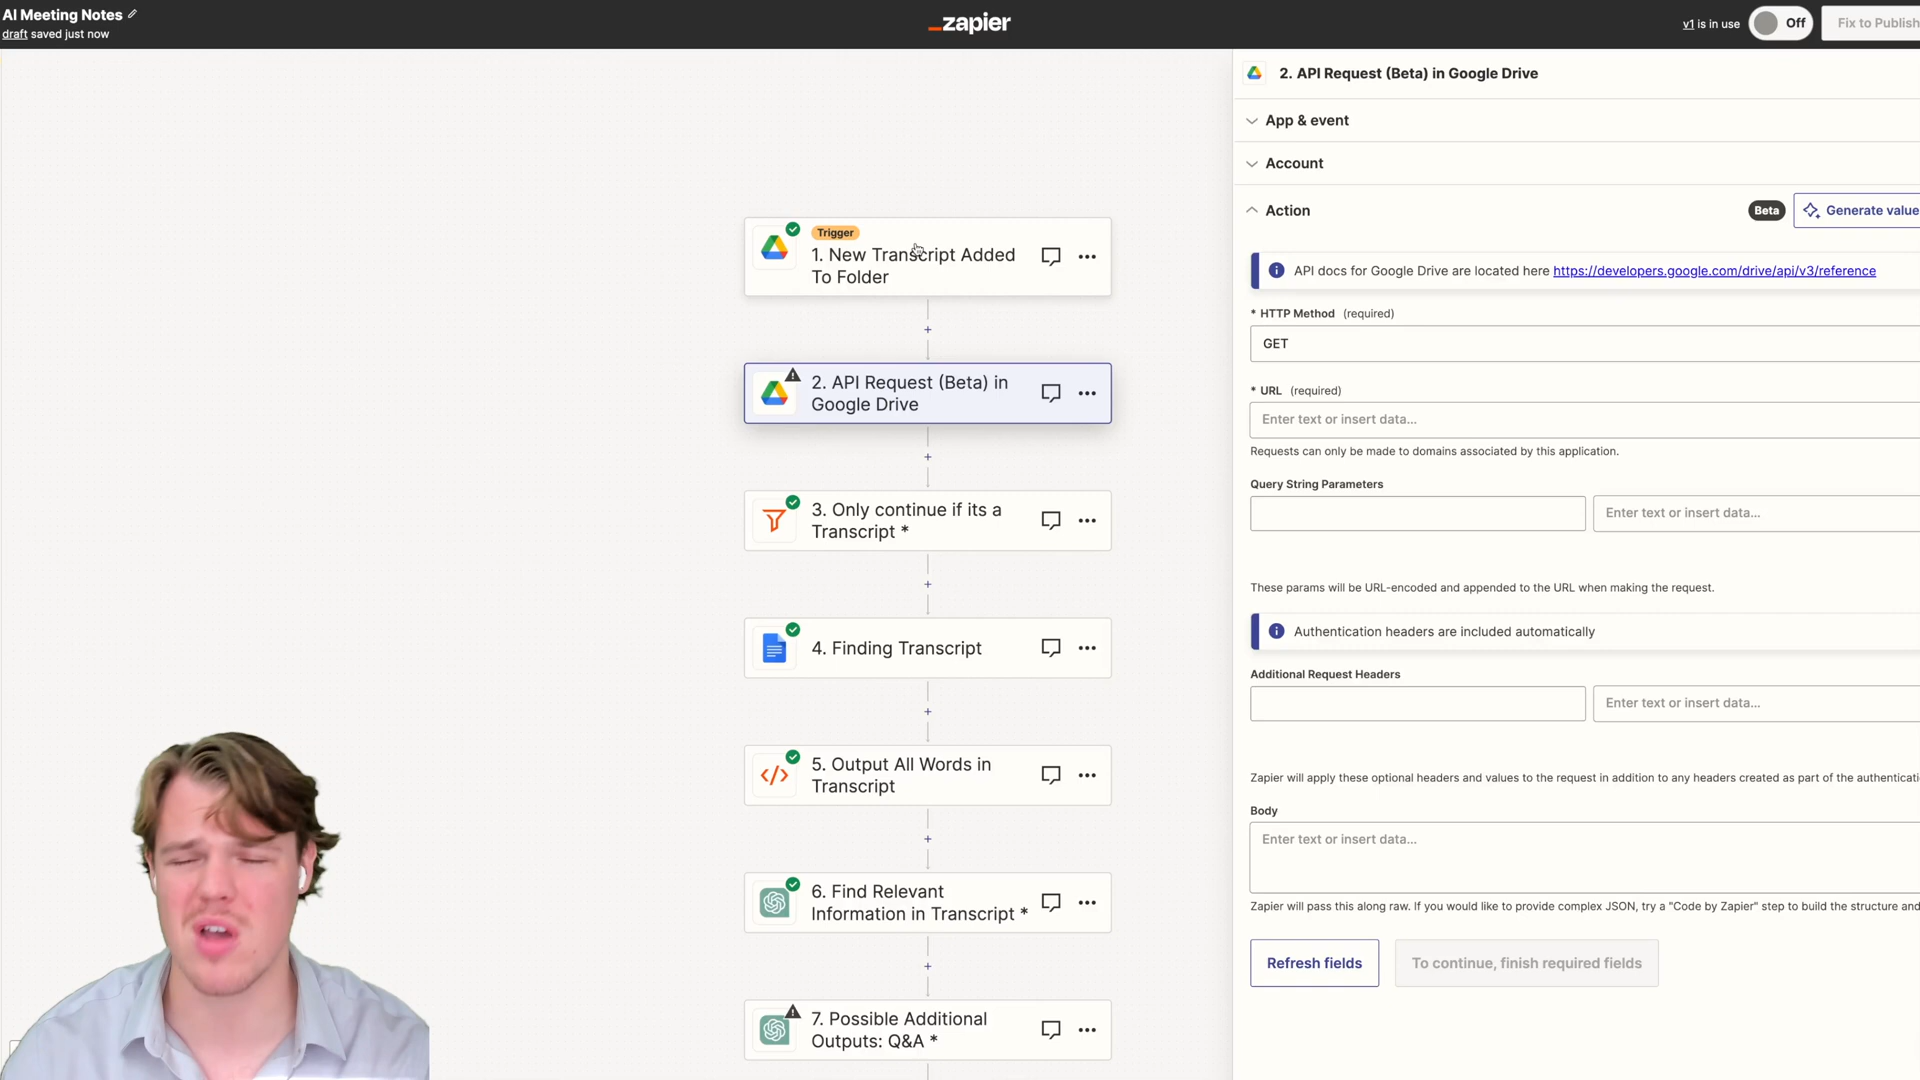 AI Meeting Notes
draft saved just now
zapier
v1 is in use
Off
Fix to Publish
Trigger
1. New Transcript Added
To Folder
2. API Request (Beta) in
Google Drive
3. Only continue if its a
Transcript *
4. Finding Transcript
5. Output All Words in
Transcript
6. Find Relevant
Information in Transcript *
7. Possible Additional
Outputs: Q&A *
2. API Request (Beta) in Google Drive
App & event
Account
Action
Beta
Generate value
API docs for Google Drive are located here https://developers.google.com/drive/api/v3/reference
* HTTP Method (required)
GET
* URL (required)
Enter text or insert data...
Requests can only be made to domains associated by this application.
Query String Parameters
Enter text or insert data...
These params will be URL-encoded and appended to the URL when making the request.
Authentication headers are included automatically
Additional Request Headers
Enter text or insert data...
Zapier will apply these optional headers and values to the request in addition to any headers created as part of the authenticati
Body
Enter text or insert data...
Zapier will pass this along raw. If you would like to provide complex JSON, try a "Code by Zapier" step to build the structure and
Refresh fields
To continue, finish required fields